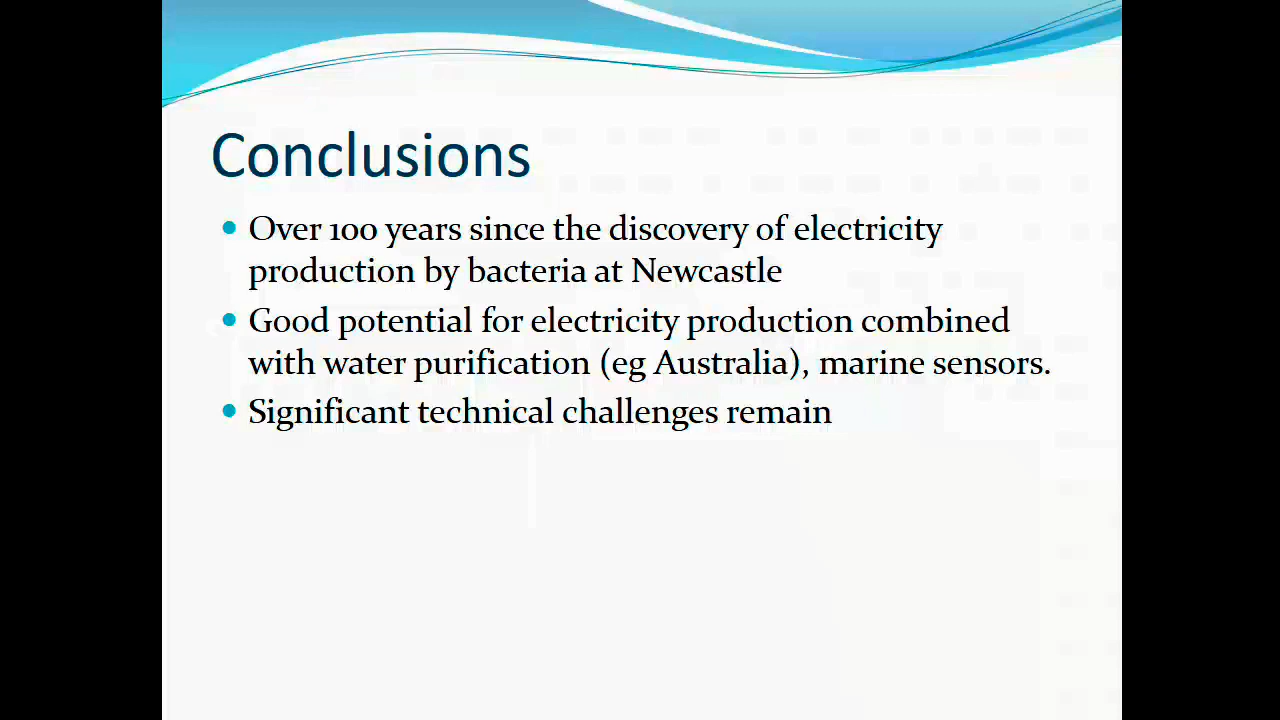 Conclusions
Over 100 years since the discovery of electricity
production by bacteria at Newcastle
Good potential for electricity production combined
with water purification (eg Australia), marine sensors.
Significant technical challenges remain